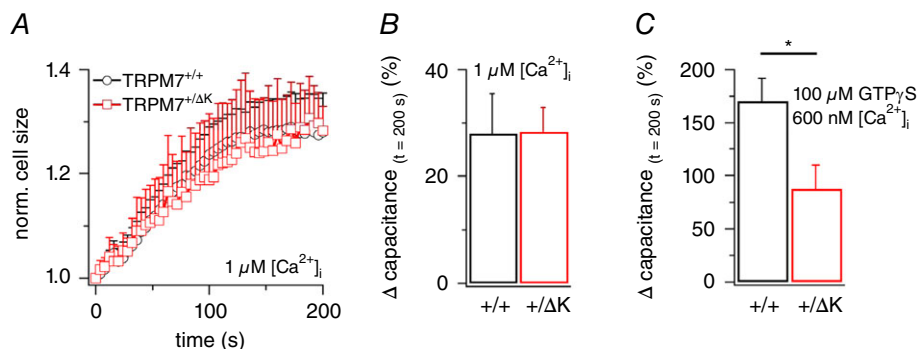 A
norm. cell size
1.4
1.2
1.0
TRPM7+/+
TRPM7+/ΔK
1 µM [Ca2+]i
0
100
200
time (s)
B
Δ capacitance (t = 200 s) (%)
40
20
0
1 µM [Ca2+]i
+/+
+/ΔK
C
Δ capacitance (t = 200 s) (%)
200
150
100
50
0
*
100 µM GTPγS
600 nM [Ca2+]i
+/+
+/ΔK